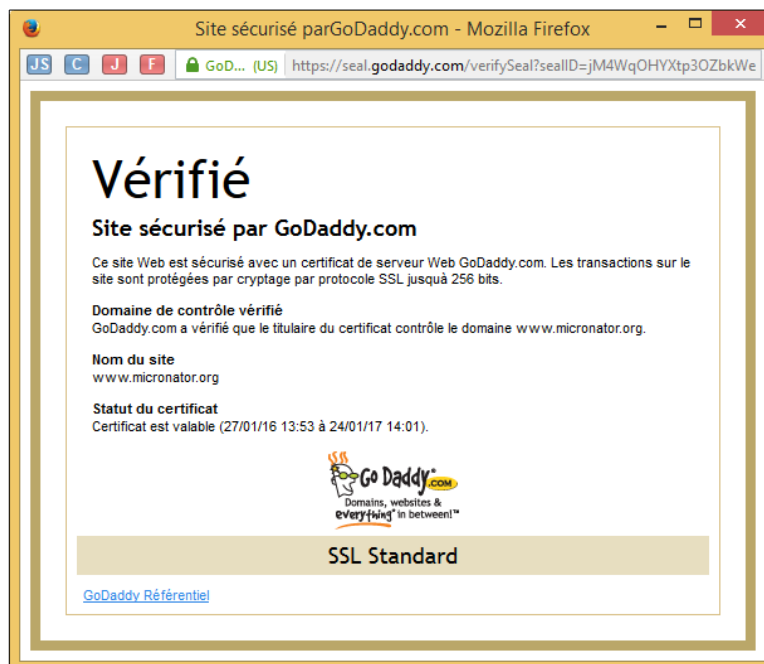 Site sécurisé parGoDaddy.com - Mozilla Firefox
JS C J F GoD... (US) https://seal.godaddy.com/verifySeal?sealID=jM4WqOHYXtp3OZbkWe
Vérifié
Site sécurisé par GoDaddy.com
Ce site Web est sécurisé avec un certificat de serveur Web GoDaddy.com. Les transactions sur le
site sont protégées par cryptage par protocole SSL jusquà 256 bits.
Domaine de contrôle vérifié
GoDaddy.com a vérifié que le titulaire du certificat contrôle le domaine www.micronator.org.
Nom du site
www.micronator.org
Statut du certificat
Certificat est valable (27/01/16 13:53 à 24/01/17 14:01).
Go Daddy.COM
Domains, websites &
everything* in between!™
SSL Standard
GoDaddy Référentiel